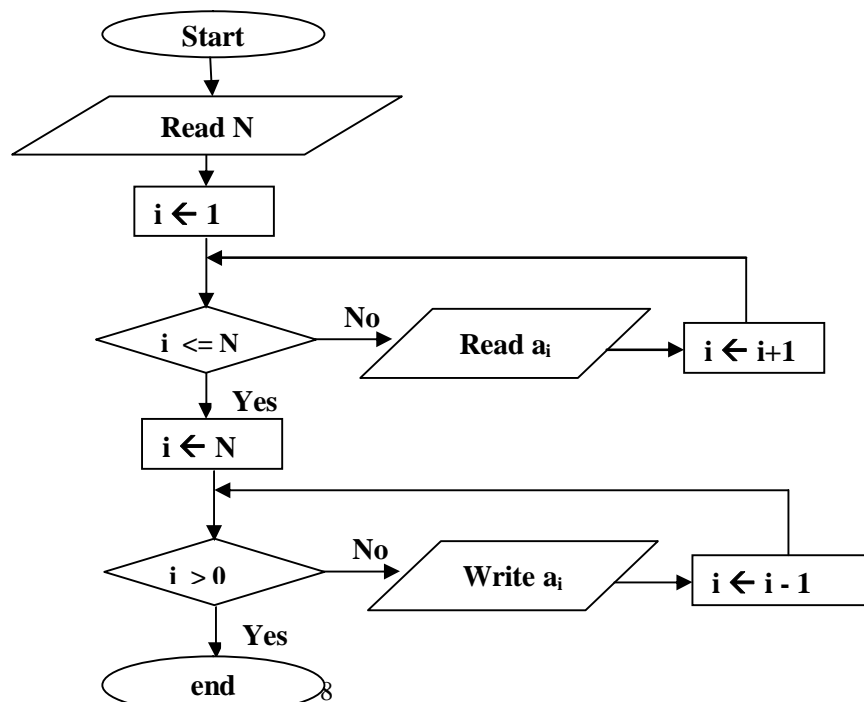 Start
Read N
i ← 1
i <= N
No
Read aᵢ
i ← i+1
Yes
i ← N
i > 0
No
Write aᵢ
i ← i - 1
Yes
end
8